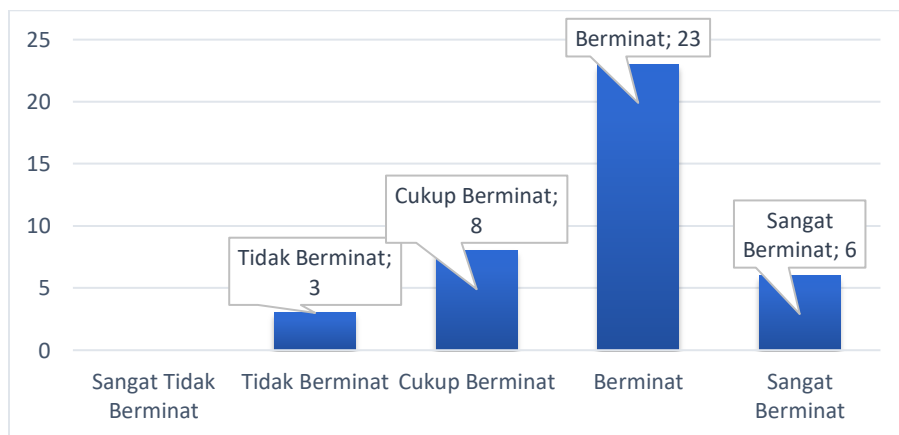 25
20
15
10
5
0
Berminat; 23
Cukup Berminat;
8
Sangat
Berminat; 6
Tidak Berminat;
3
Sangat Tidak
Berminat
Tidak Berminat
Cukup Berminat
Berminat
Sangat
Berminat